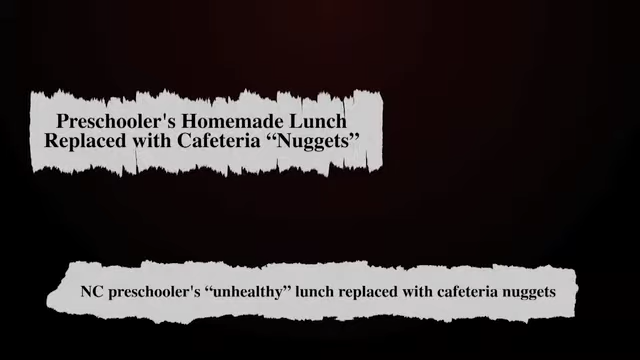 Preschooler's Homemade Lunch
Replaced with Cafeteria “Nuggets”
NC preschooler's “unhealthy” lunch replaced with cafeteria nuggets